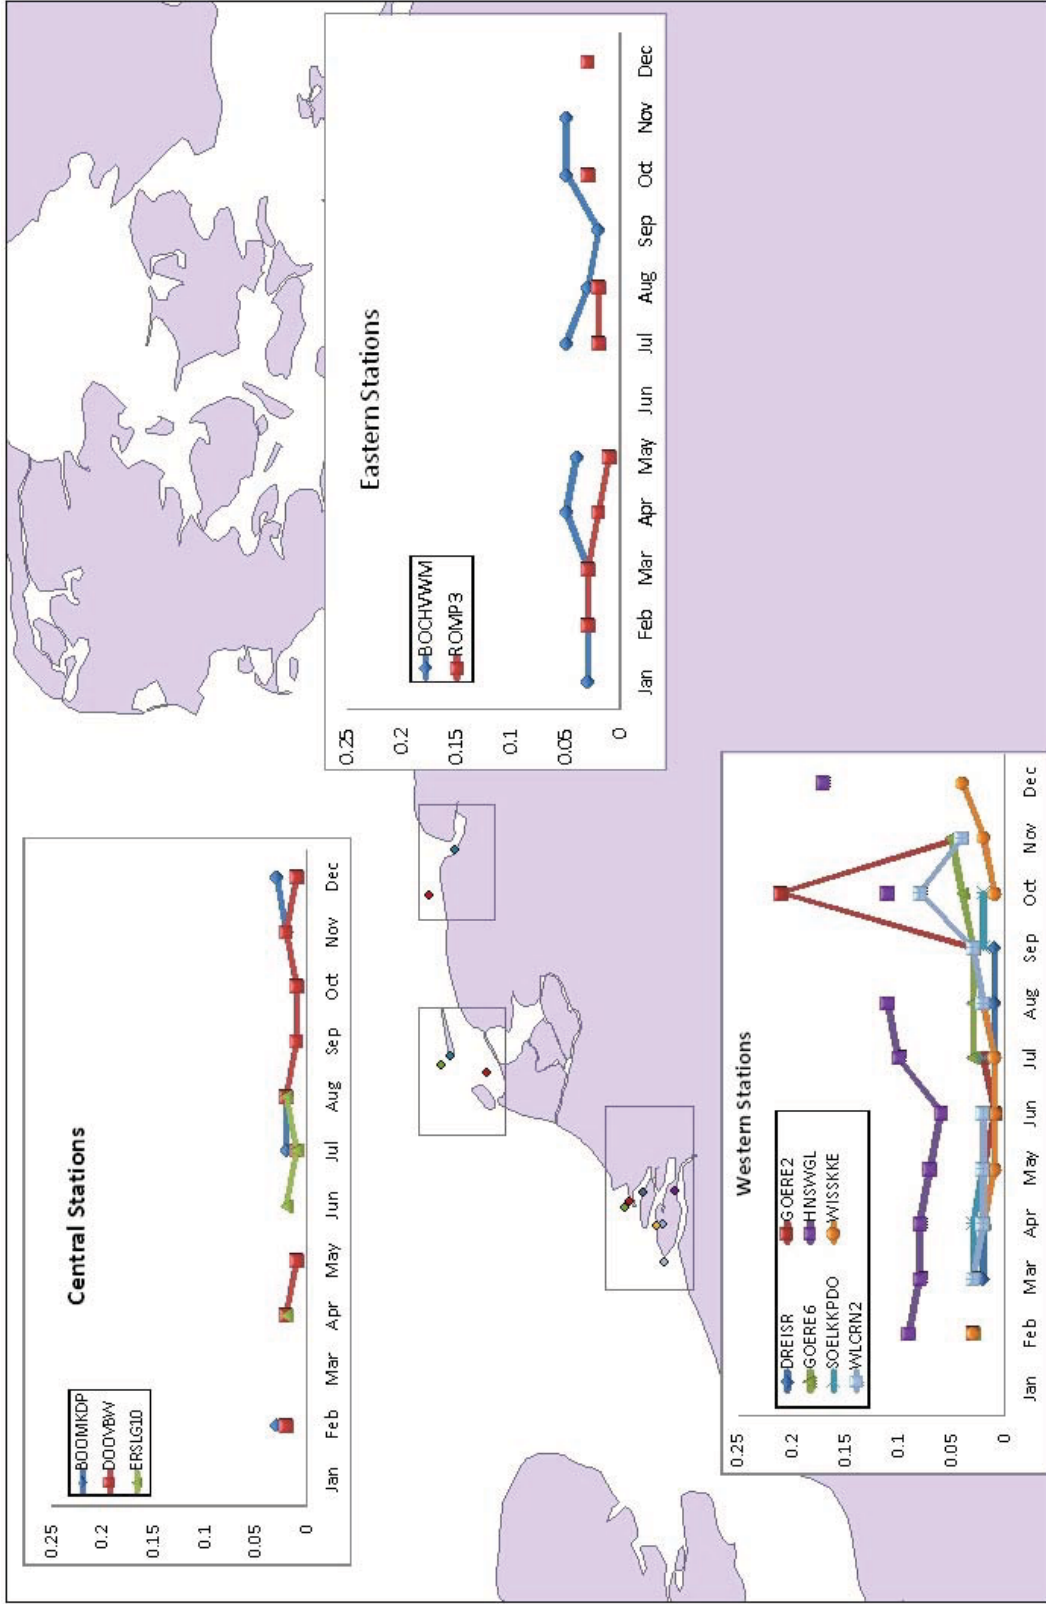 Central Stations
BOOMKDP
DOOVBW
ERSLG10
0.25
0.2
0.15
0.1
0.05
0
Jan Feb Mar Apr May Jun Jul Aug Sep Oct Nov Dec
Eastern Stations
BOCHVWM
ROMP3
0.25
0.2
0.15
0.1
0.05
0
Jan Feb Mar Apr May Jun Jul Aug Sep Oct Nov Dec
Western Stations
DREISR GOERE2
GOERE6 HNSWGL
SOELKKPDO WISSKKE
WLCRN2
0.25
0.2
0.15
0.1
0.05
0
Jan Feb Mar Apr May Jun Jul Aug Sep Oct Nov Dec